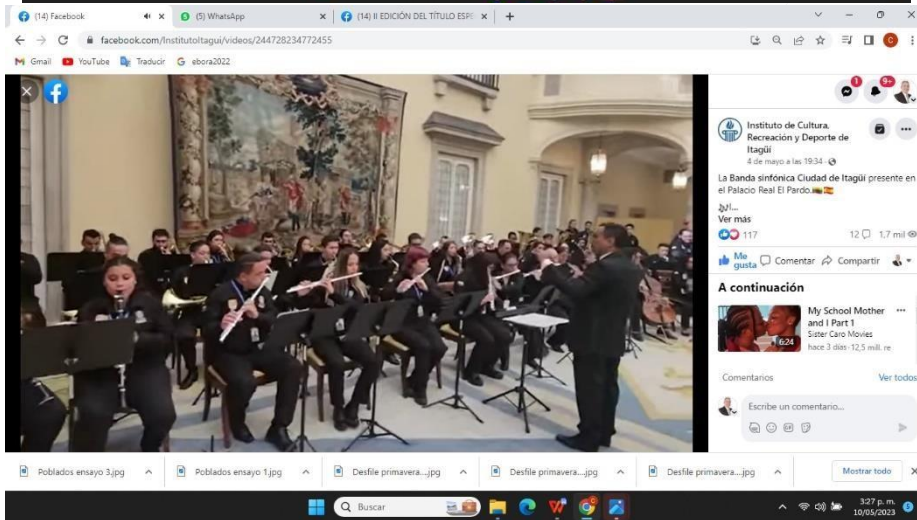 (14) Facebook
(5) WhatsApp
(14) II EDICIÓN DEL TÍTULO ESPE
facebook.com/InstitutoItagui/videos/244728234772455
Gmail
YouTube
Traducir
ebora2022
1
9+
Instituto de Cultura,
Recreación y Deporte de
Itagüí
4 de mayo a las 19:34
La Banda sinfónica Ciudad de Itagüí presente en
el Palacio Real El Pardo.
Ver más
117
12
1,7 mil
Me
gusta
Comentar
Compartir
A continuación
My School Mother
and I Part 1
Sister Caro Movies
hace 3 días · 12,5 mill. re
6:24
Comentarios
Ver todos
Escribe un comentario...
GIF
Poblados ensayo 3.jpg
Poblados ensayo 1.jpg
Desfile primavera....jpg
Desfile primavera....jpg
Desfile primavera....jpg
Mostrar todo
Buscar
3:27 p. m.
10/05/2023